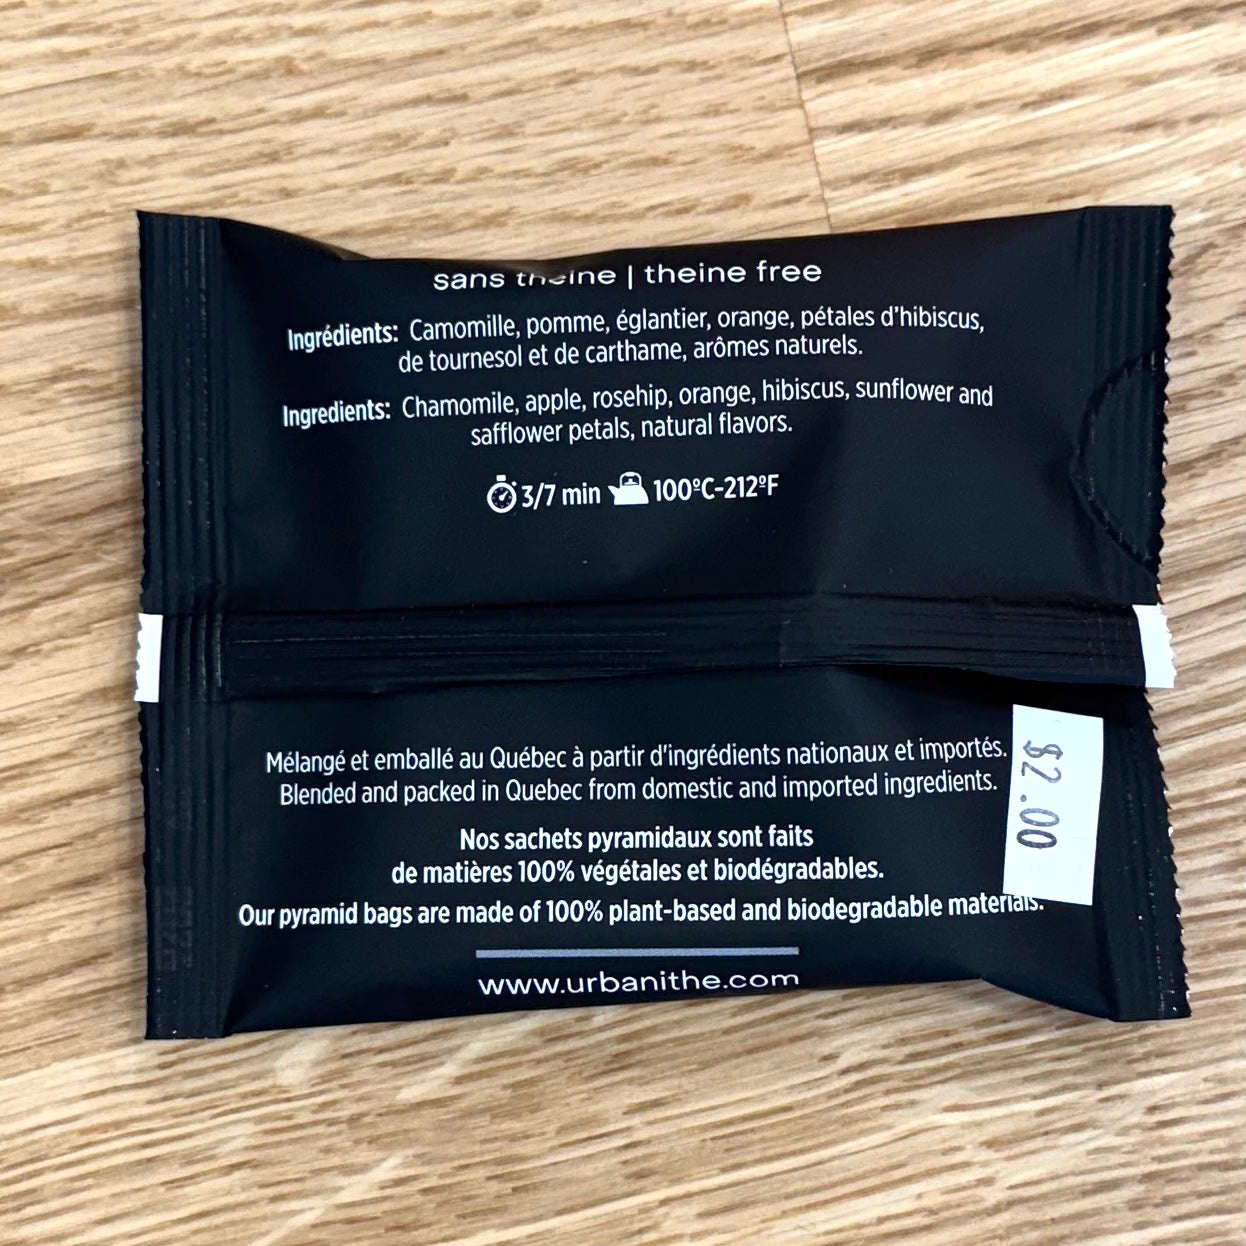 sans theine | theine free
Ingrédients: Camomille, pomme, églantier, orange, pétales d'hibiscus,
de tournesol et de carthame, arômes naturels.
Ingredients: Chamomile, apple, rosehip, orange, hibiscus, sunflower and
safflower petals, natural flavors.
3/7 min 100ºC-212ºF
Mélangé et emballé au Québec à partir d'ingrédients nationaux et importés.
Blended and packed in Quebec from domestic and imported ingredients.
$2.00
Nos sachets pyramidaux sont faits
de matières 100% végétales et biodégradables.
Our pyramid bags are made of 100% plant-based and biodegradable materials.
www.urbanithe.com